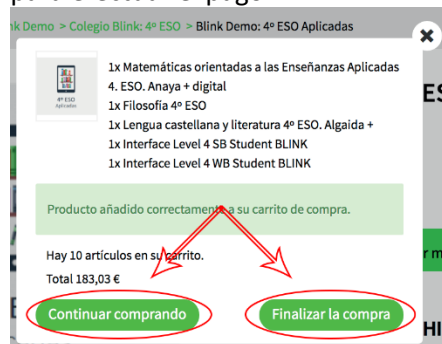 Demo > Colegio Blink: 4º ESO > Blink Demo: 4º ESO Aplicadas
4º ESO
Aplicadas
1x Matemáticas orientadas a las Enseñanzas Aplicadas
4. ESO. Anaya + digital
1x Filosofía 4º ESO
1x Lengua castellana y literatura 4º ESO. Algaida +
1x Interface Level 4 SB Student BLINK
1x Interface Level 4 WB Student BLINK
Producto añadido correctamente a su carrito de compra.
Hay 10 artículos en su carrito.
Total 183,03 €
Continuar comprando
Finalizar la compra